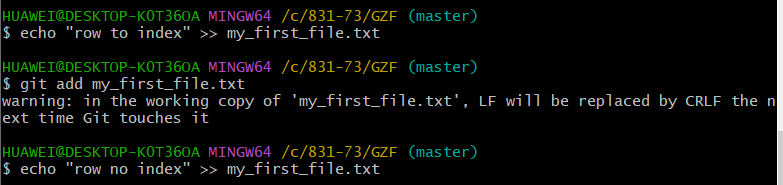 HUAWEI@DESKTOP-K0T36OA MINGW64 /c/831-73/GZF (master)
$ echo "row to index" >> my_first_file.txt
HUAWEI@DESKTOP-K0T36OA MINGW64 /c/831-73/GZF (master)
$ git add my_first_file.txt
warning: in the working copy of 'my_first_file.txt', LF will be replaced by CRLF the n
ext time Git touches it
HUAWEI@DESKTOP-K0T36OA MINGW64 /c/831-73/GZF (master)
$ echo "row no index" >> my_first_file.txt